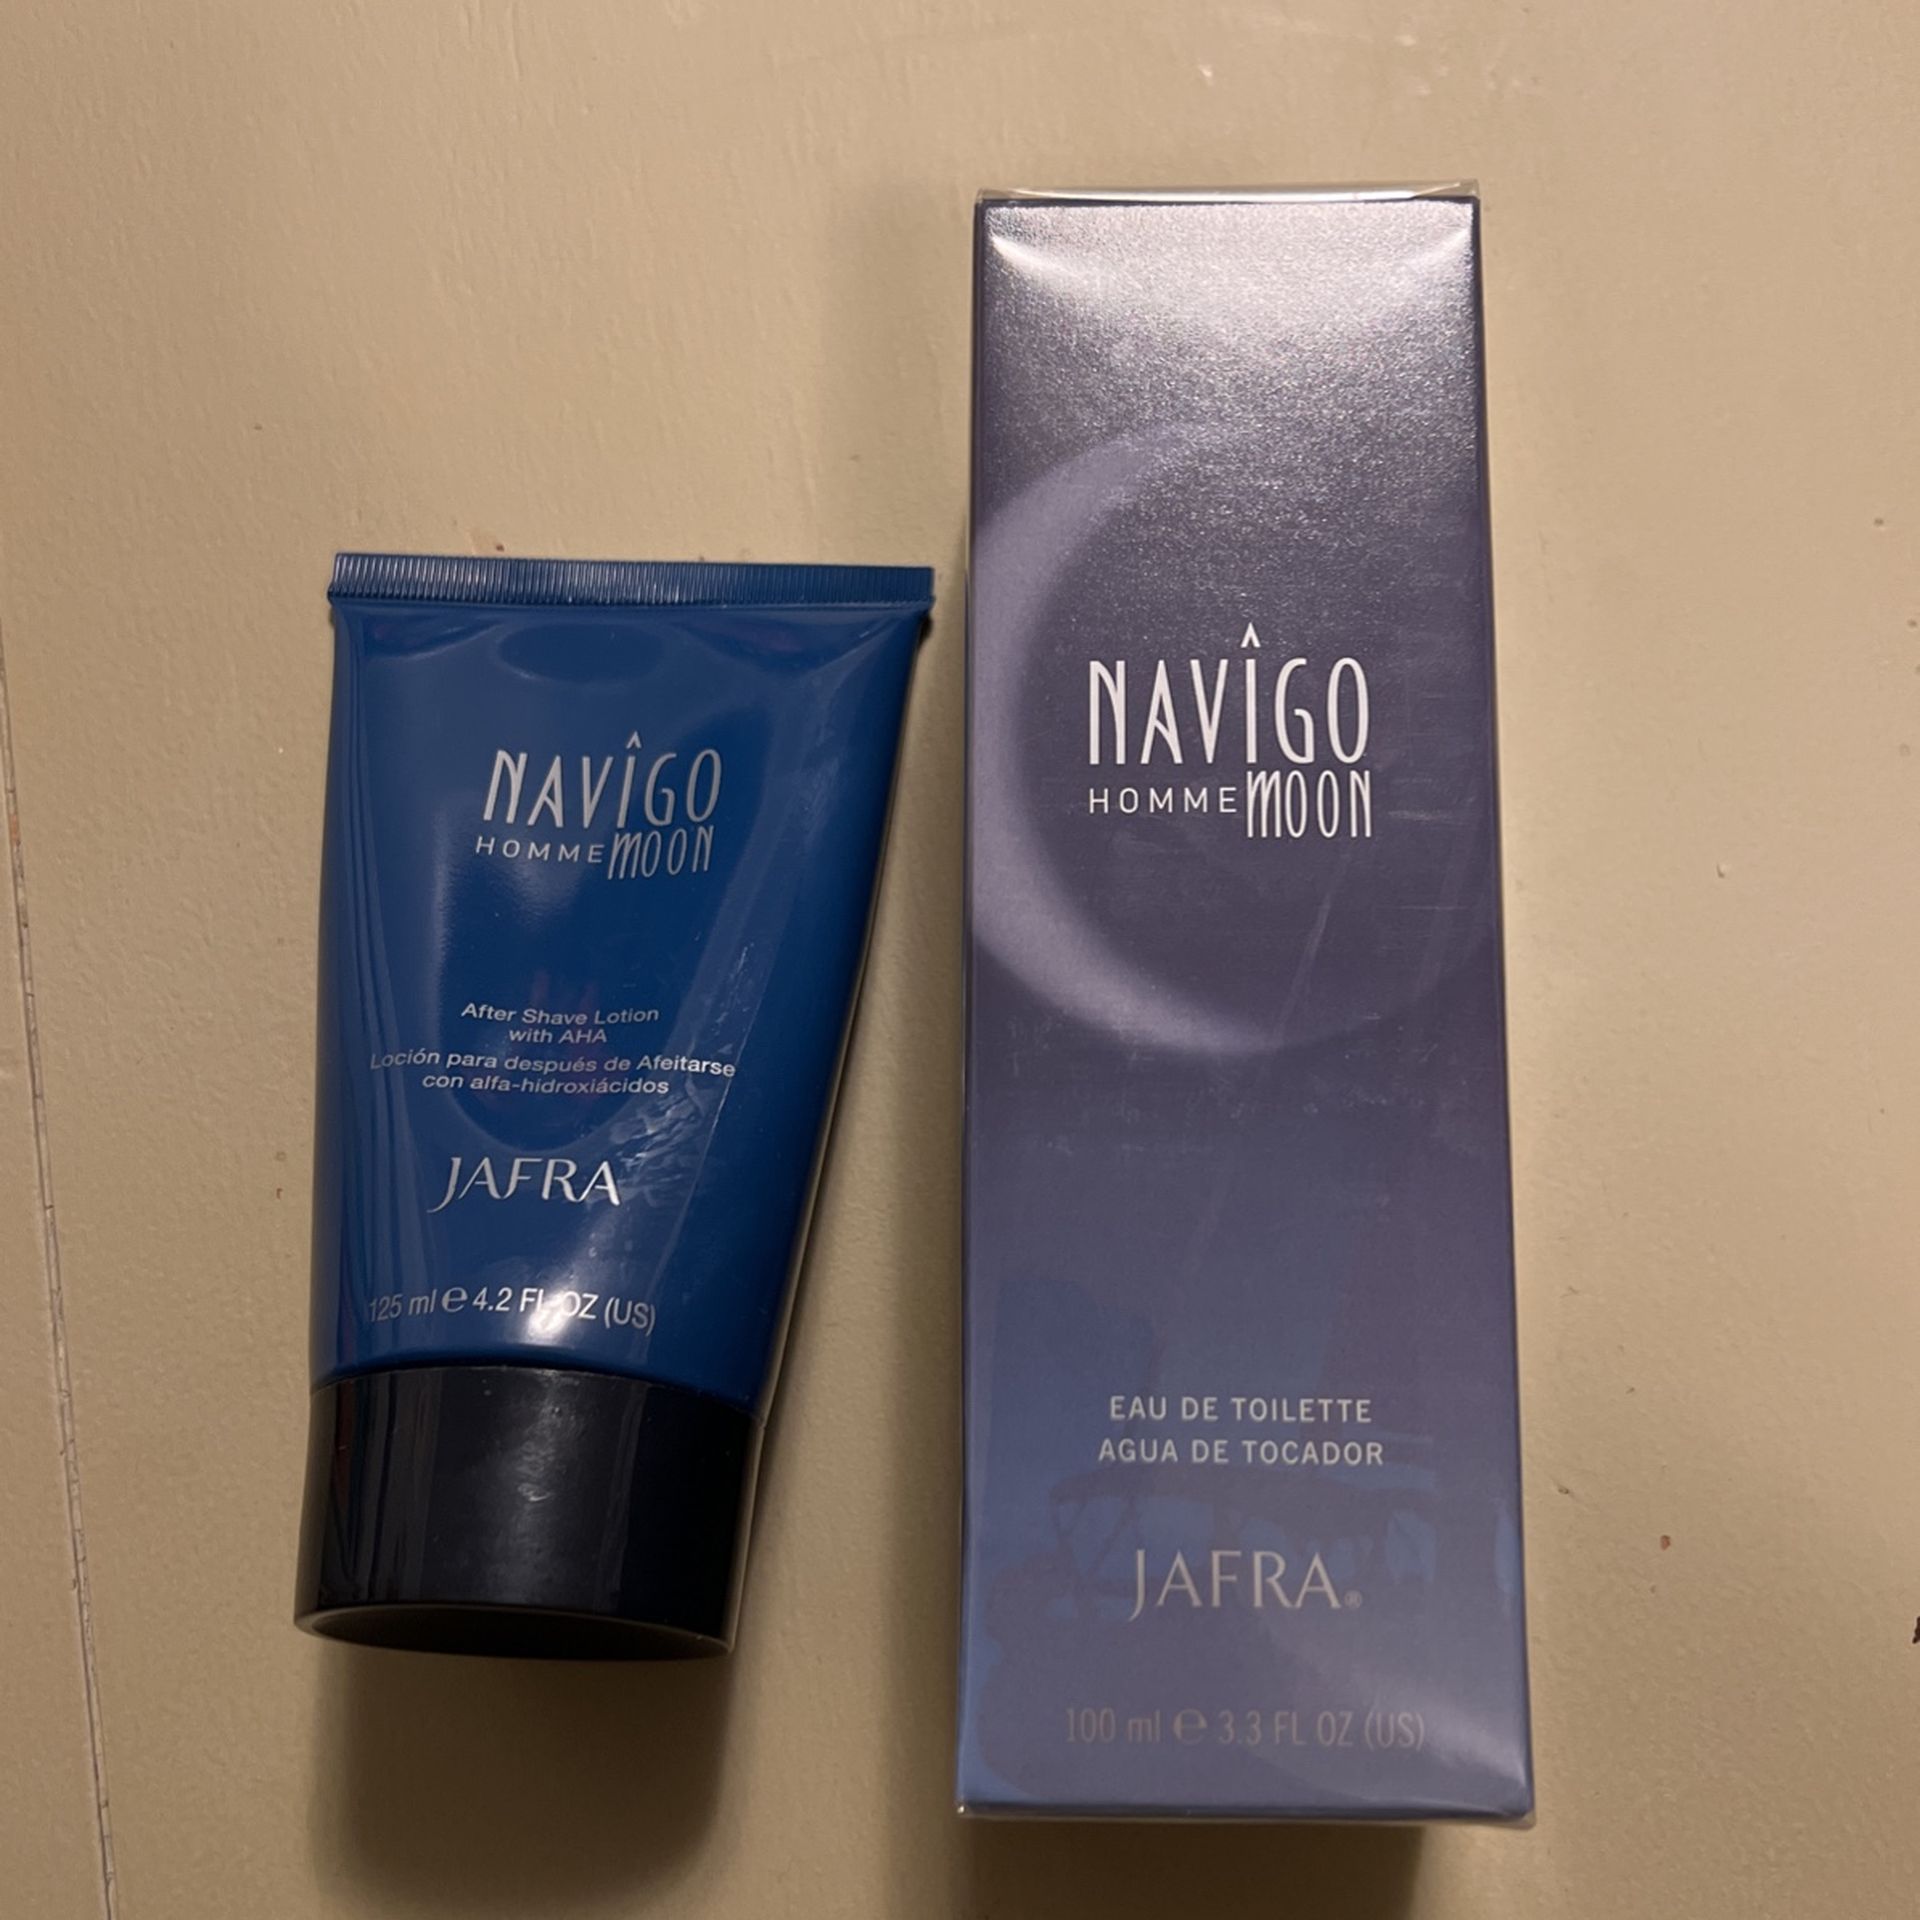 NAVÎGO
HOMME MOON
After Shave Lotion
with AHA
Loción para después de Afeitarse
con alfa-hidroxiácidos
JAFRA
125 ml ℮ 4.2 FL OZ (US)
NAVÎGO
HOMME MOON
EAU DE TOILETTE
AGUA DE TOCADOR
JAFRA®
100 ml ℮ 3.3 FL OZ (US)